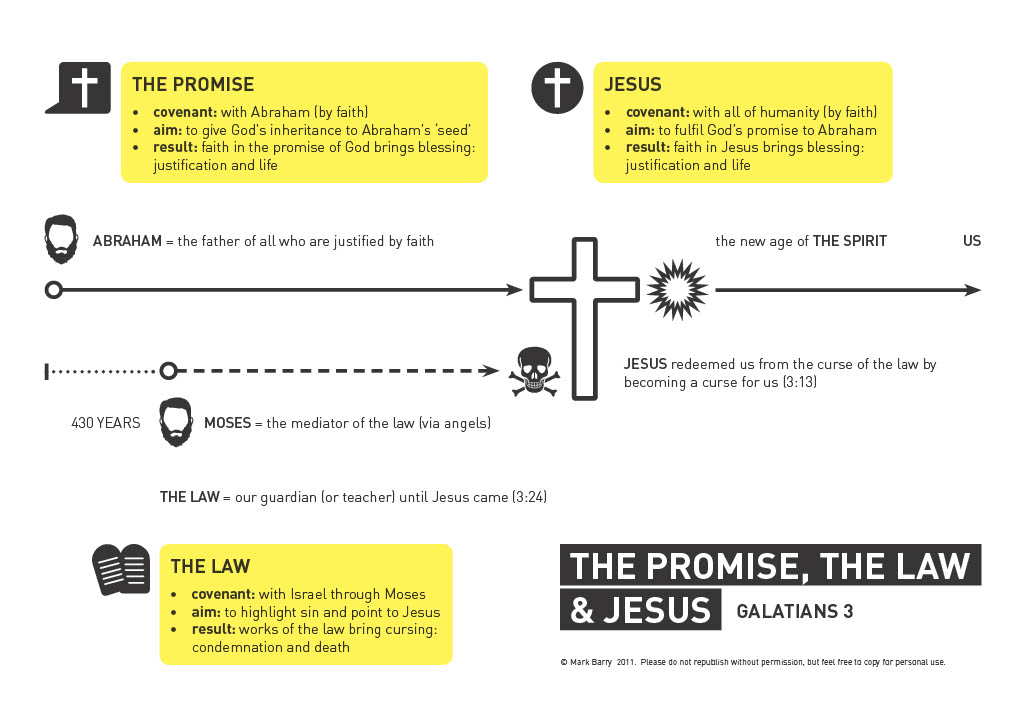 THE PROMISE
• covenant: with Abraham (by faith)
• aim: to give God's inheritance to Abraham's 'seed'
• result: faith in the promise of God brings blessing:
justification and life
JESUS
• covenant: with all of humanity (by faith)
• aim: to fulfil God's promise to Abraham
• result: faith in Jesus brings blessing:
justification and life
ABRAHAM = the father of all who are justified by faith
the new age of THE SPIRIT
US
JESUS redeemed us from the curse of the law by
becoming a curse for us (3:13)
430 YEARS
MOSES = the mediator of the law (via angels)
THE LAW = our guardian (or teacher) until Jesus came (3:24)
THE LAW
• covenant: with Israel through Moses
• aim: to highlight sin and point to Jesus
• result: works of the law bring cursing:
condemnation and death
THE PROMISE, THE LAW
& JESUS
GALATIANS 3
© Mark Barry 2011. Please do not republish without permission, but feel free to copy for personal use.